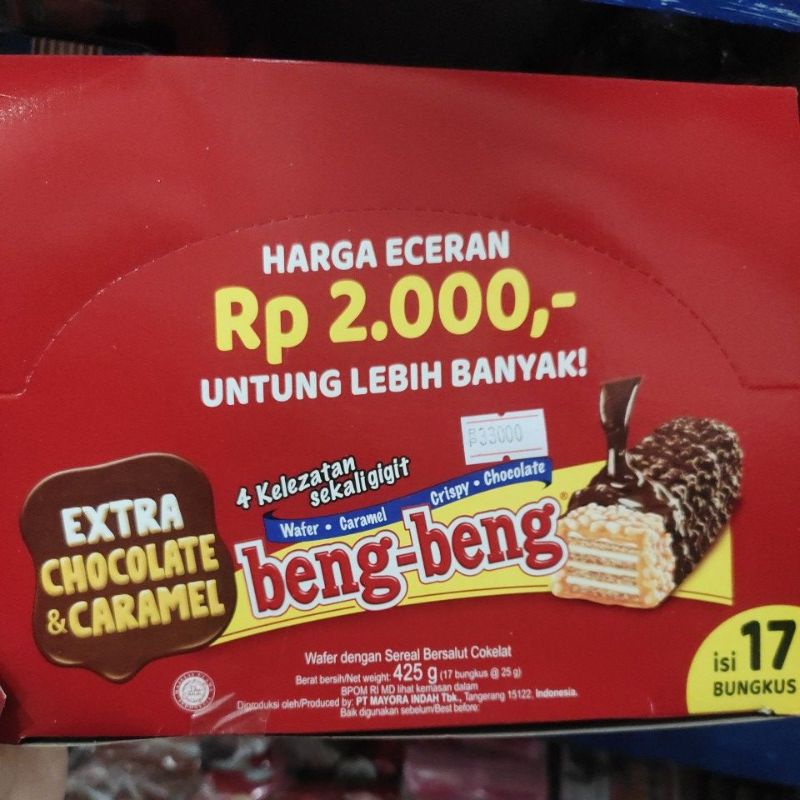 HARGA ECERAN
Rp 2.000,-
UNTUNG LEBIH BANYAK!
33000
4 Kelezatan
sekali gigit
Wafer • Caramel
Crispy • Chocolate
EXTRA
CHOCOLATE
& CARAMEL
beng-beng®
Wafer dengan Sereal Bersalut Cokelat
Berat bersih/Net weight: 425 g (17 bungkus @ 25 g)
BPOM RI MD lihat kemasan dalam
Diproduksi oleh/Produced by: PT MAYORA INDAH Tbk., Tangerang 15122, Indonesia.
Baik digunakan sebelum/Best before:
isi 17
BUNGKUS